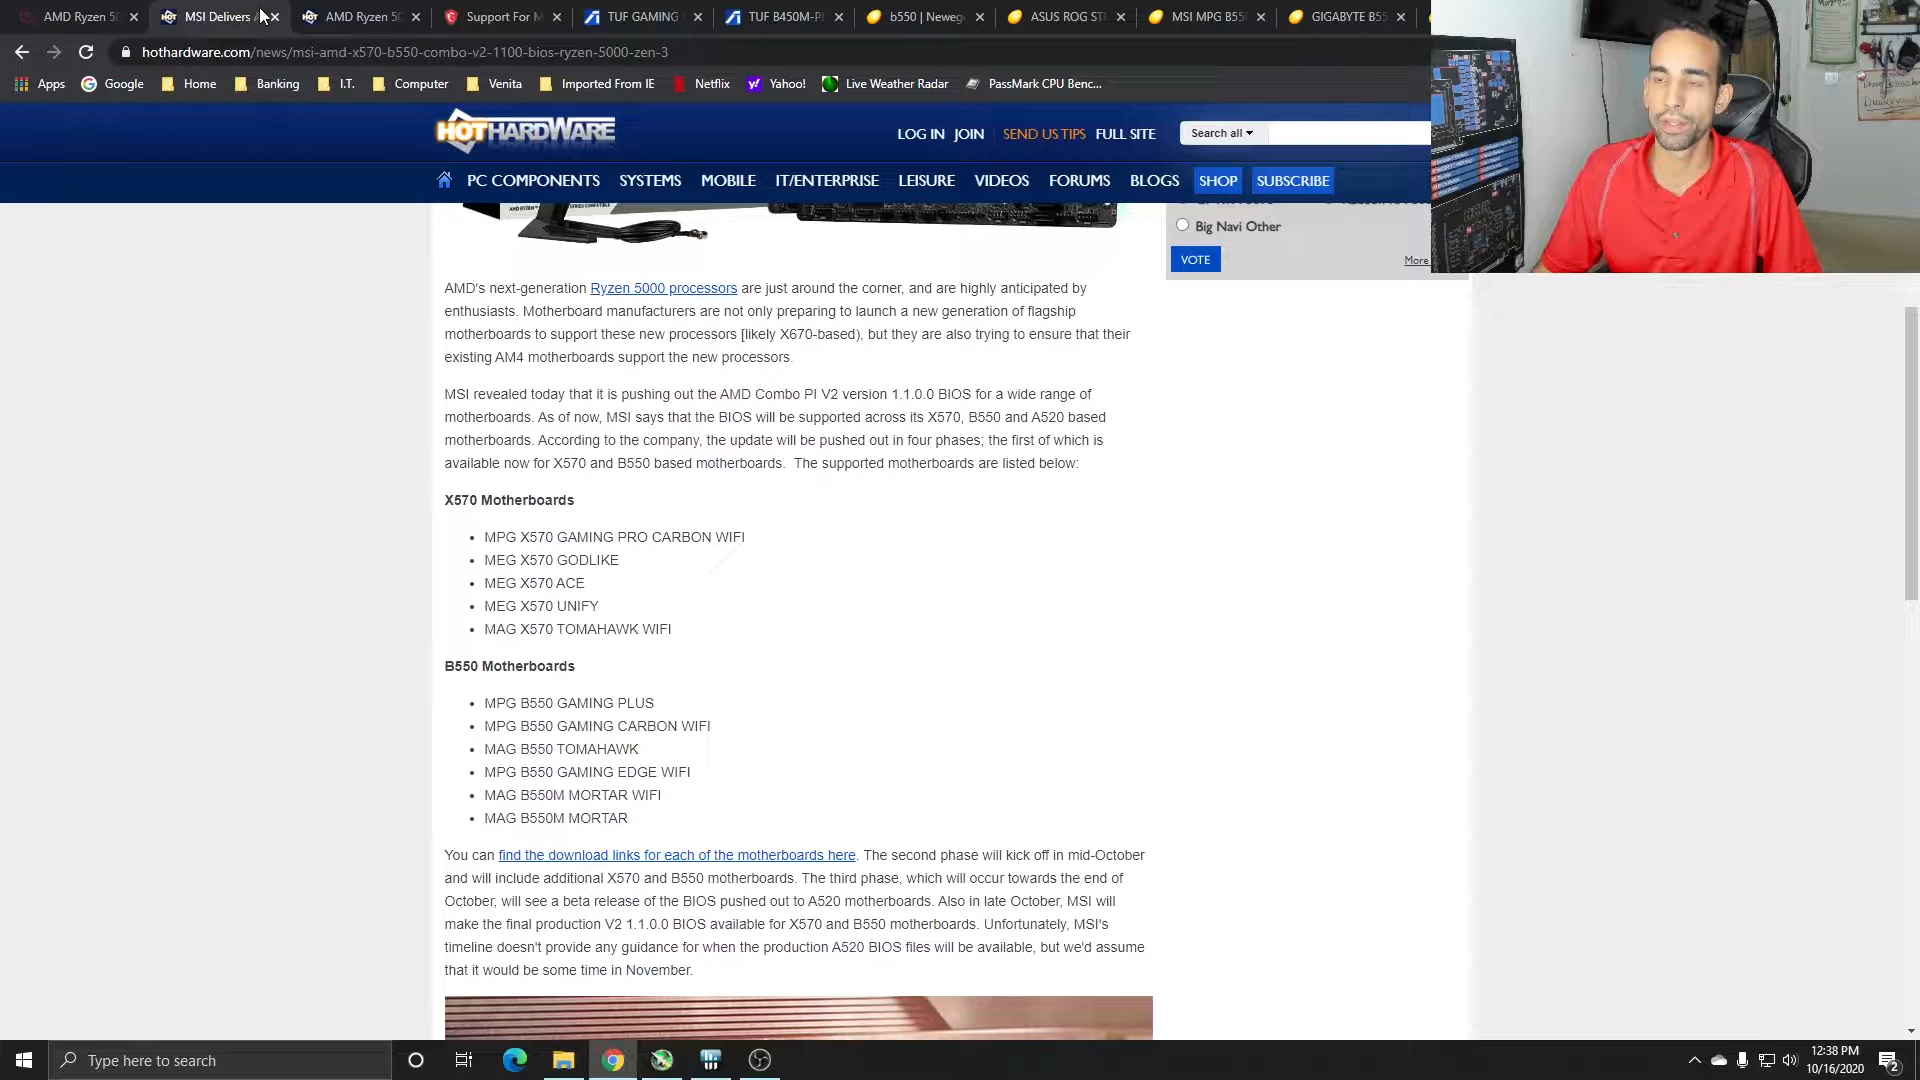 AMD Ryzen 50
MSI Delivers A
AMD Ryzen 50
Support For M
TUF GAMING
TUF B450M-P
b550 | Neweg
ASUS ROG ST
MSI MPG B55
GIGABYTE B55
hothardware.com/news/msi-amd-x570-b550-combo-v2-1100-bios-ryzen-5000-zen-3
Apps Google Home Banking I.T. Computer Venita Imported From IE Netflix Yahoo! Live Weather Radar PassMark CPU Benc...
HOTHARDWARE
LOG IN JOIN SEND US TIPS FULL SITE Search all
PC COMPONENTS SYSTEMS MOBILE IT/ENTERPRISE LEISURE VIDEOS FORUMS BLOGS SHOP SUBSCRIBE
Big Navi Other
VOTE More
AMD's next-generation Ryzen 5000 processors are just around the corner, and are highly anticipated by
enthusiasts. Motherboard manufacturers are not only preparing to launch a new generation of flagship
motherboards to support these new processors [likely X670-based), but they are also trying to ensure that their
existing AM4 motherboards support the new processors.
MSI revealed today that it is pushing out the AMD Combo PI V2 version 1.1.0.0 BIOS for a wide range of
motherboards. As of now, MSI says that the BIOS will be supported across its X570, B550 and A520 based
motherboards. According to the company, the update will be pushed out in four phases; the first of which is
available now for X570 and B550 based motherboards. The supported motherboards are listed below:
X570 Motherboards
MPG X570 GAMING PRO CARBON WIFI
MEG X570 GODLIKE
MEG X570 ACE
MEG X570 UNIFY
MAG X570 TOMAHAWK WIFI
B550 Motherboards
MPG B550 GAMING PLUS
MPG B550 GAMING CARBON WIFI
MAG B550 TOMAHAWK
MPG B550 GAMING EDGE WIFI
MAG B550M MORTAR WIFI
MAG B550M MORTAR
You can find the download links for each of the motherboards here. The second phase will kick off in mid-October
and will include additional X570 and B550 motherboards. The third phase, which will occur towards the end of
October, will see a beta release of the BIOS pushed out to A520 motherboards. Also in late October, MSI will
make the final production V2 1.1.0.0 BIOS available for X570 and B550 motherboards. Unfortunately, MSI's
timeline doesn't provide any guidance for when the production A520 BIOS files will be available, but we'd assume
that it would be some time in November.
Type here to search
12:38 PM
10/16/2020
2